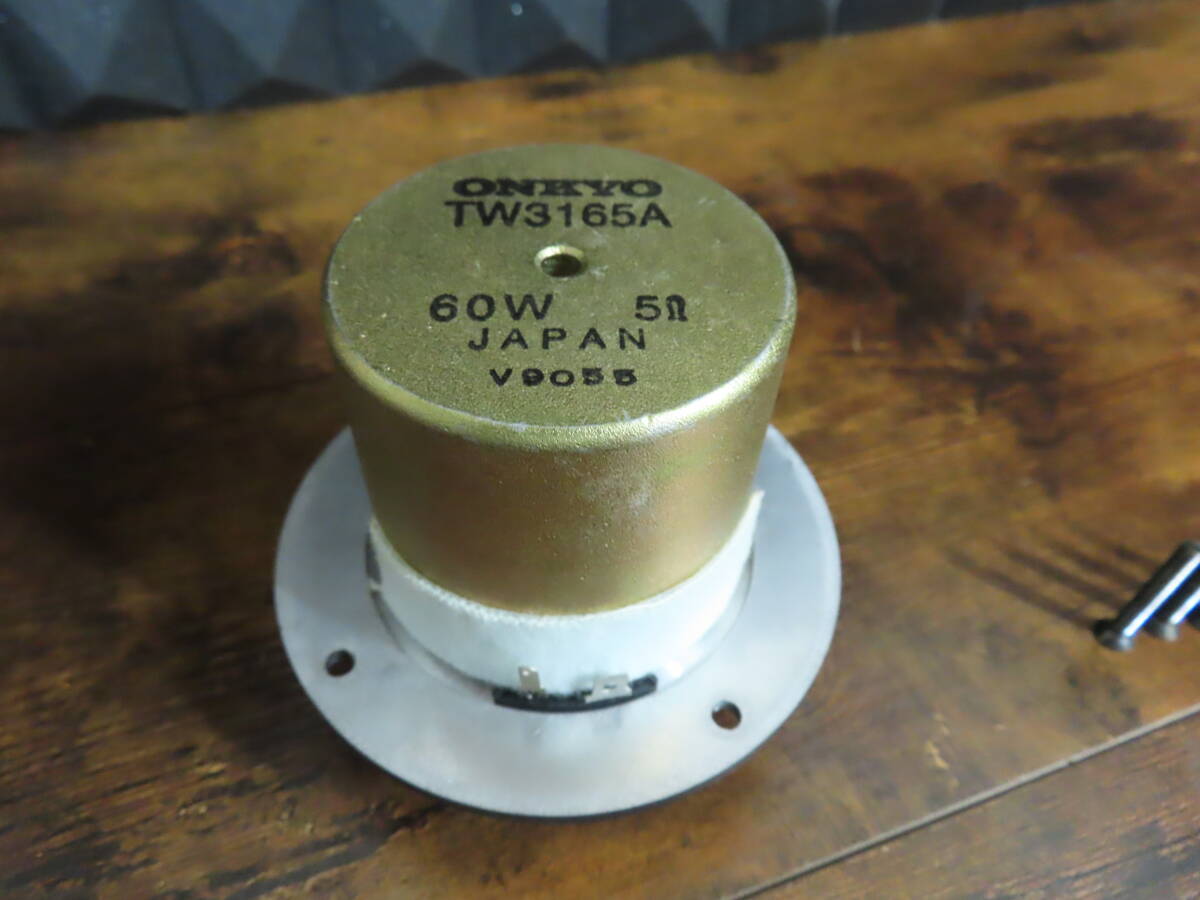 ONKYO
TW3165A
60W 5Ω
JAPAN
V9055